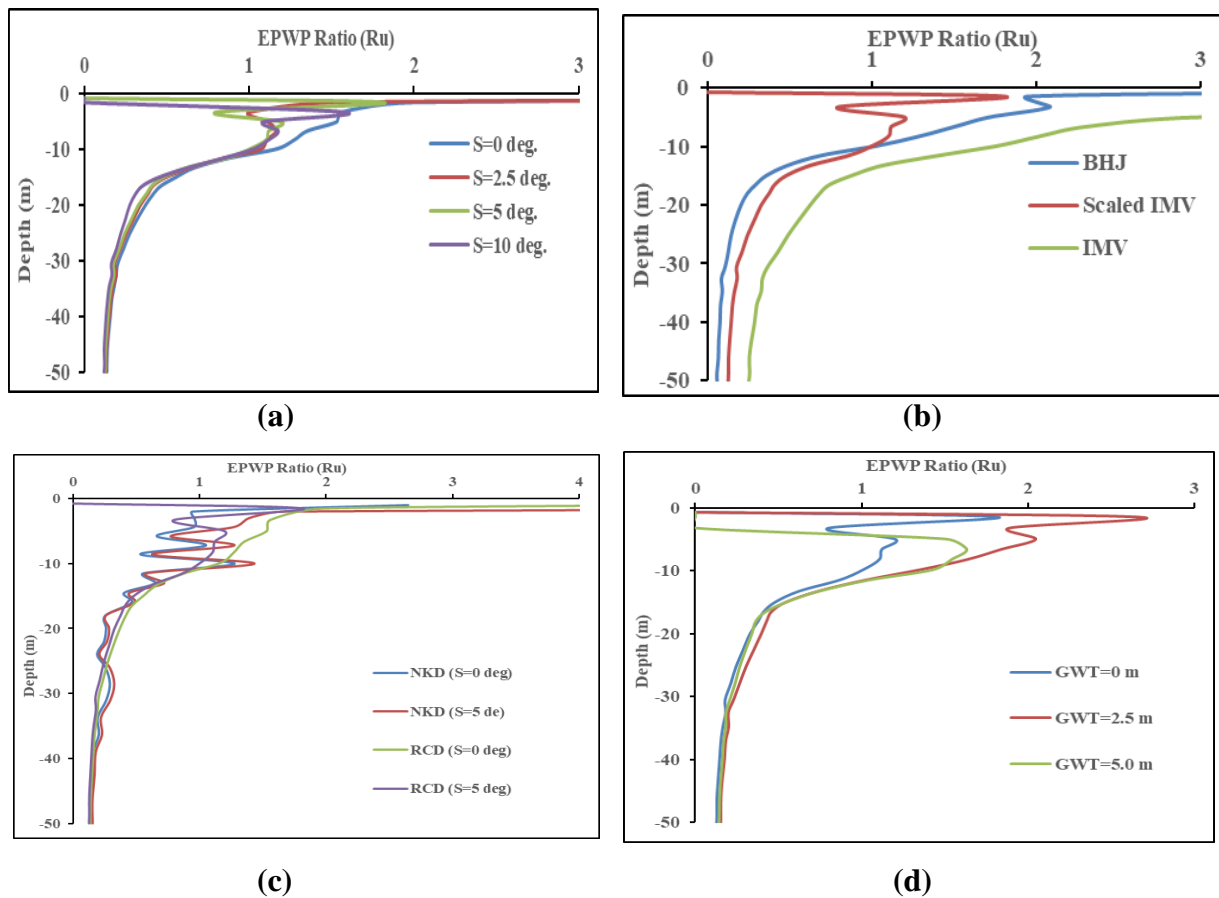 EPWP Ratio (Ru)
0 1 2 3
0
-10
-20
-30
-40
-50
Depth (m)
S=0 deg.
S=2.5 deg.
S=5 deg.
S=10 deg.
(a)
EPWP Ratio (Ru)
0 1 2 3
0
-10
-20
-30
-40
-50
Depth (m)
BHJ
Scaled IMV
IMV
(b)
EPWP Ratio (Ru)
0 1 2 3 4
0
-10
-20
-30
-40
-50
Depth (m)
NKD (S=0 deg)
NKD (S=5 de)
RCD (S=0 deg)
RCD (S=5 deg)
(c)
EPWP Ratio (Ru)
0 1 2 3
0
-10
-20
-30
-40
-50
Depth (m)
GWT=0 m
GWT=2.5 m
GWT=5.0 m
(d)